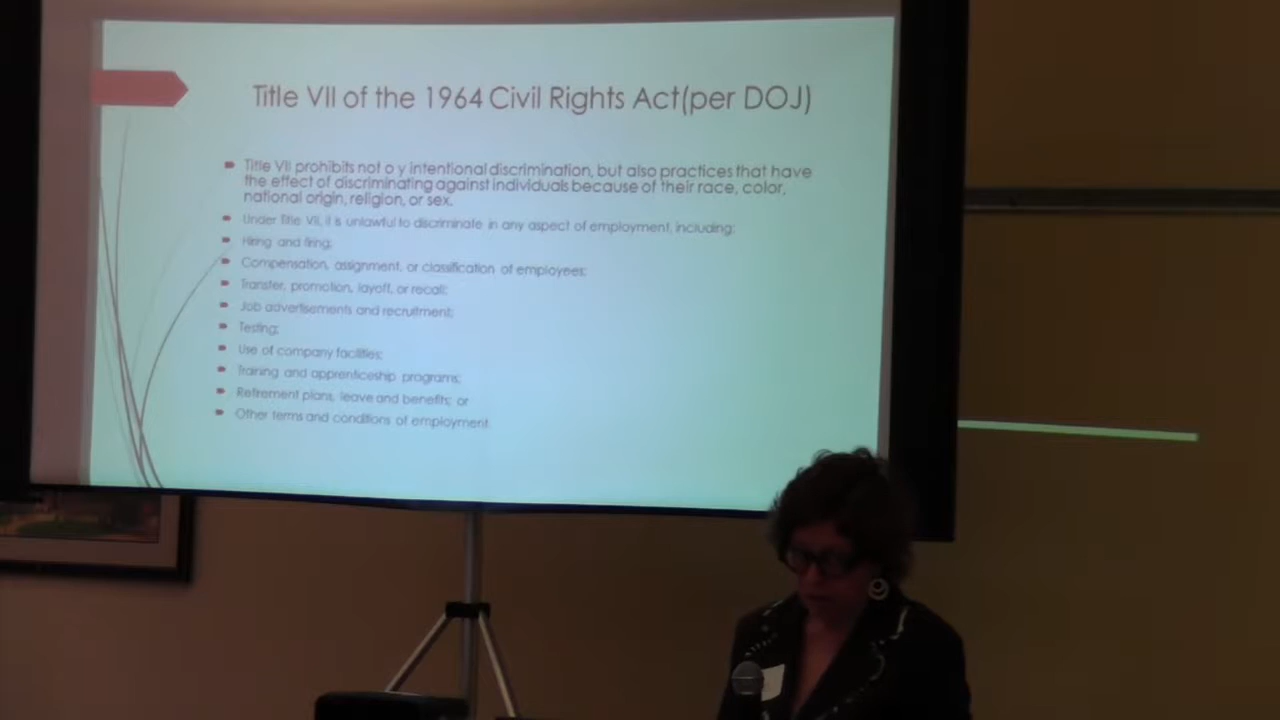 Title VII of the 1964 Civil Rights Act(per DOJ)
Title VII prohibits not o y intentional discrimination, but also practices that have
the effect of discriminating against individuals because of their race, color,
national origin, religion, or sex.
Under Title VII, it is unlawful to discriminate in any aspect of employment, including:
Hiring and firing;
Compensation, assignment, or classification of employees;
Transfer, promotion, layoff, or recall;
Job advertisements and recruitment;
Testing;
Use of company facilities;
Training and apprenticeship programs;
Retirement plans, leave and benefits; or
Other terms and conditions of employment.